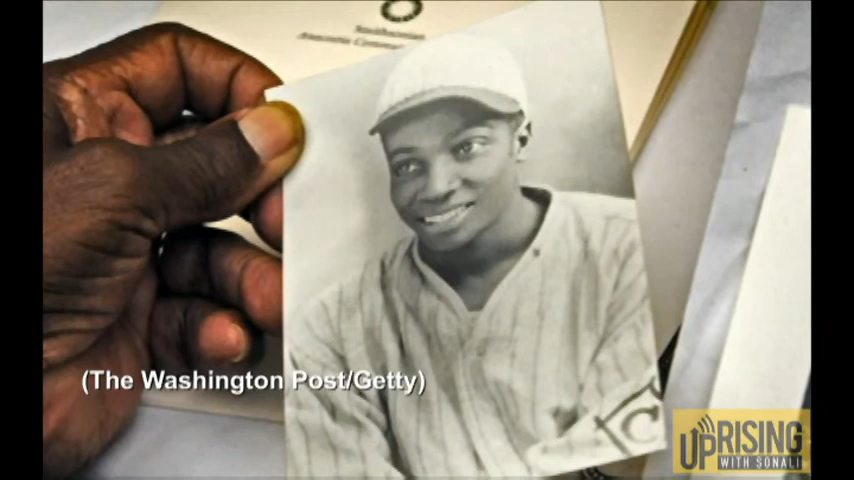 Smithsonian
Anacostia Commu
(The Washington Post/Getty)
C
UPRISING
WITH SONALI